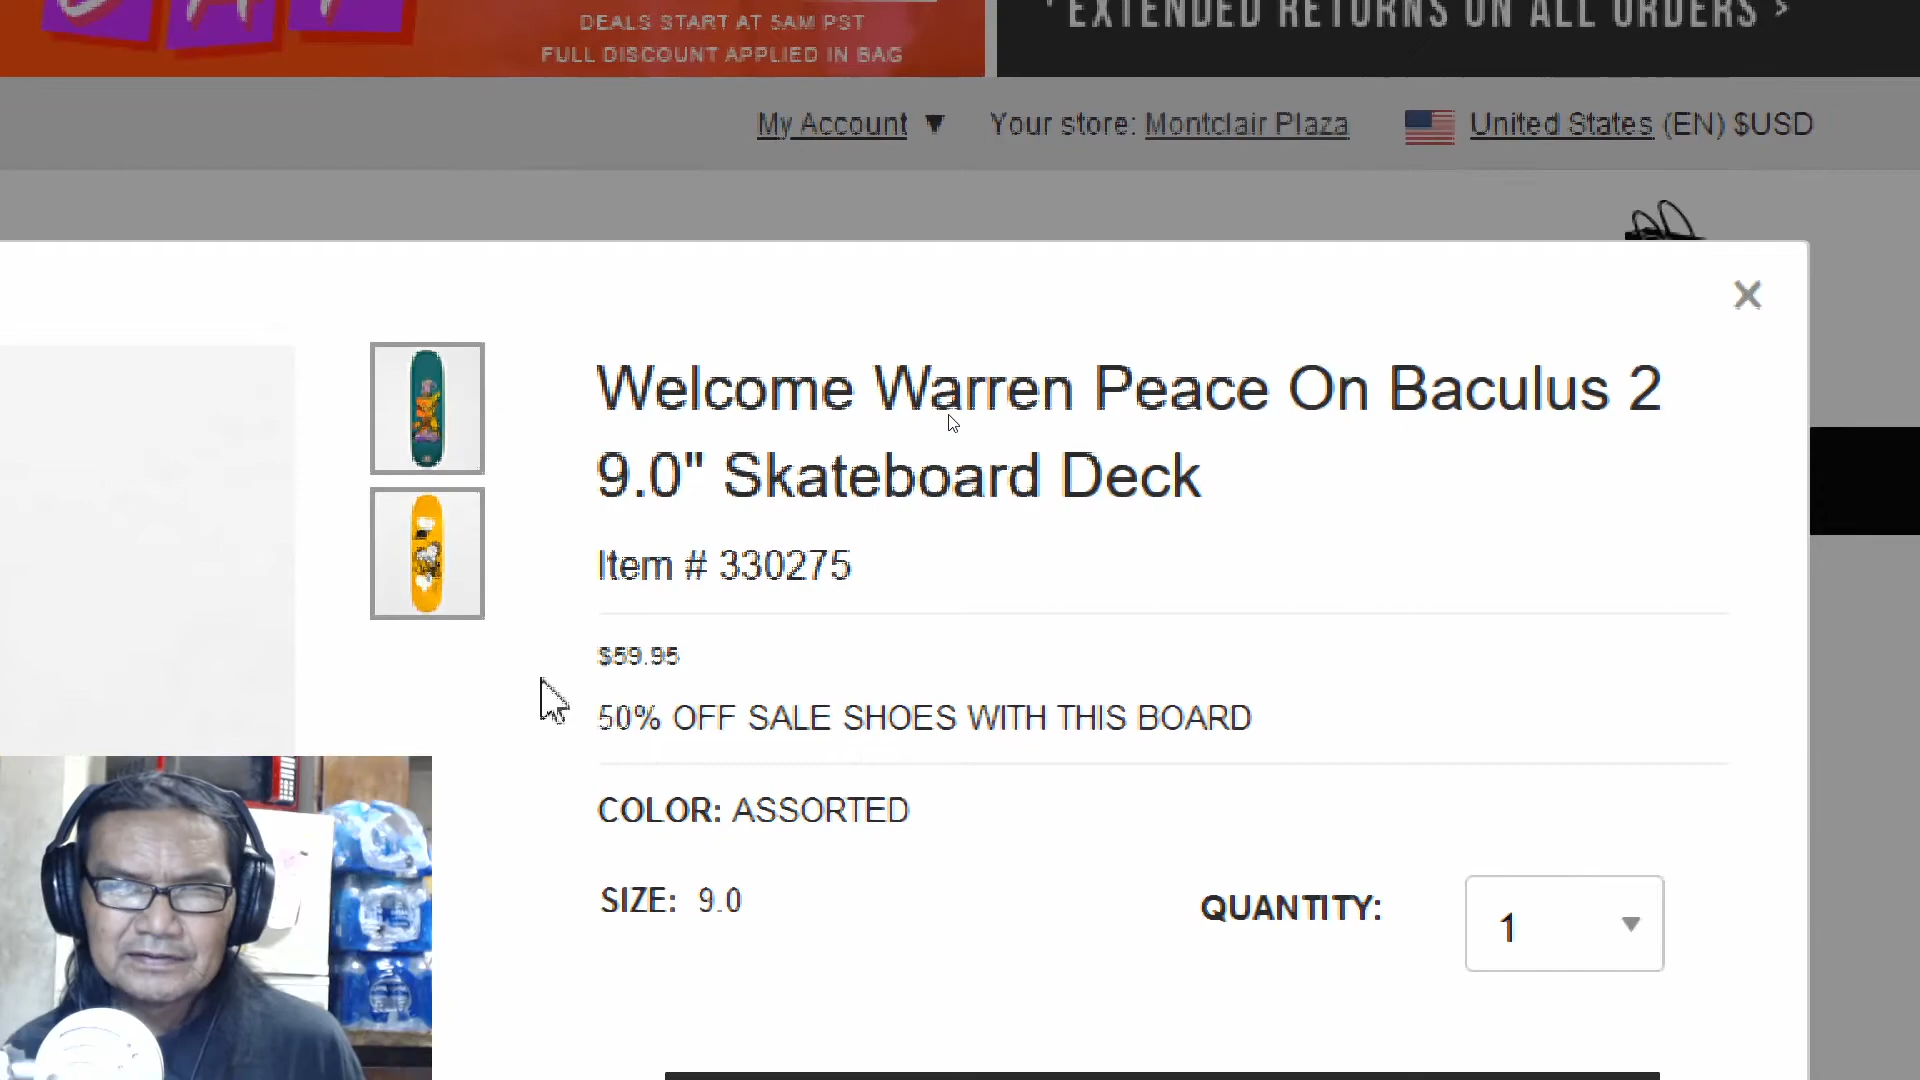 DEALS START AT 5AM PST
FULL DISCOUNT APPLIED IN BAG
EXTENDED RETURNS ON ALL ORDERS >
My Account ▼ Your store: Montclair Plaza United States (EN) $USD
Welcome Warren Peace On Baculus 2
9.0" Skateboard Deck
Item # 330275
$59.95
50% OFF SALE SHOES WITH THIS BOARD
COLOR: ASSORTED
SIZE: 9.0
QUANTITY:
1